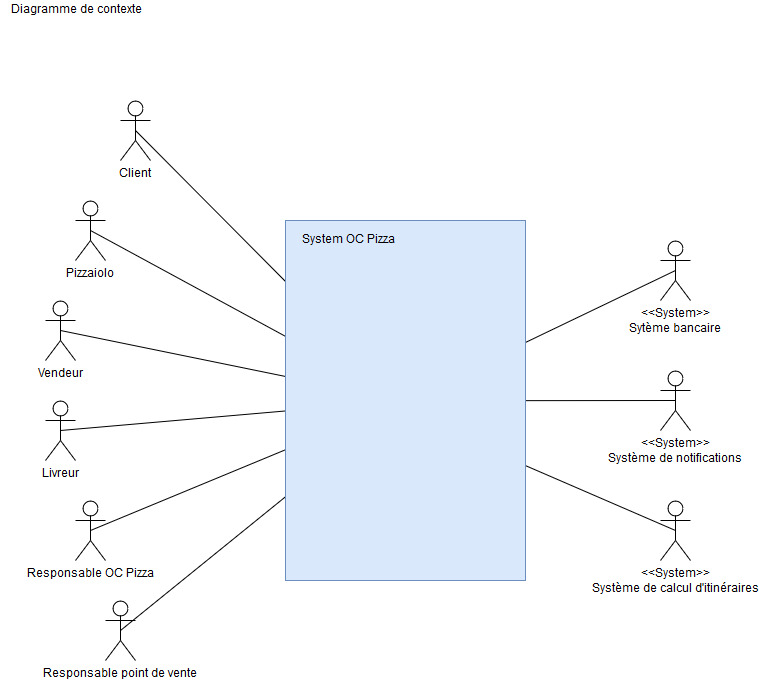 Diagramme de contexte
Client
Pizzaiolo
Vendeur
Livreur
Responsable OC Pizza
Responsable point de vente
System OC Pizza
<<System>>
Sytème bancaire
<<System>>
Système de notifications
<<System>>
Système de calcul d'itinéraires